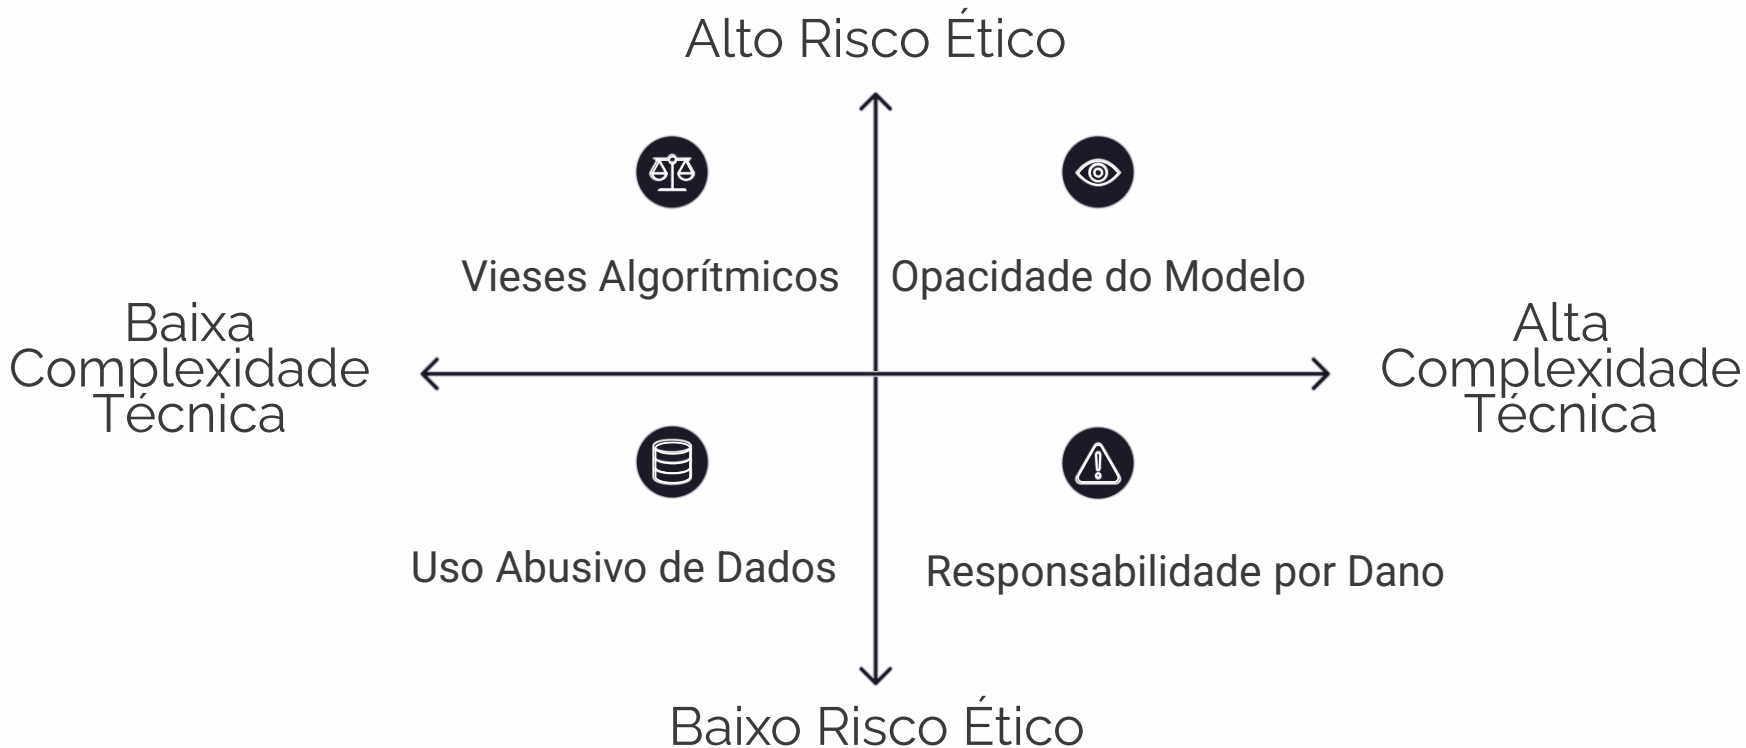 Alto Risco Ético
Vieses Algorítmicos
Opacidade do Modelo
Baixa
Complexidade
Técnica
Alta
Complexidade
Técnica
Uso Abusivo de Dados
Responsabilidade por Dano
Baixo Risco Ético